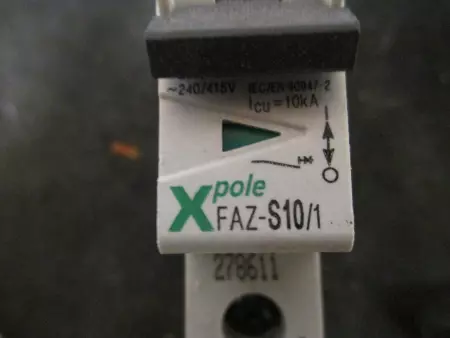 ~240/415V IEC/EN 60947-2
Icu=10kA
I
Xpole
FAZ-S10/1
278611